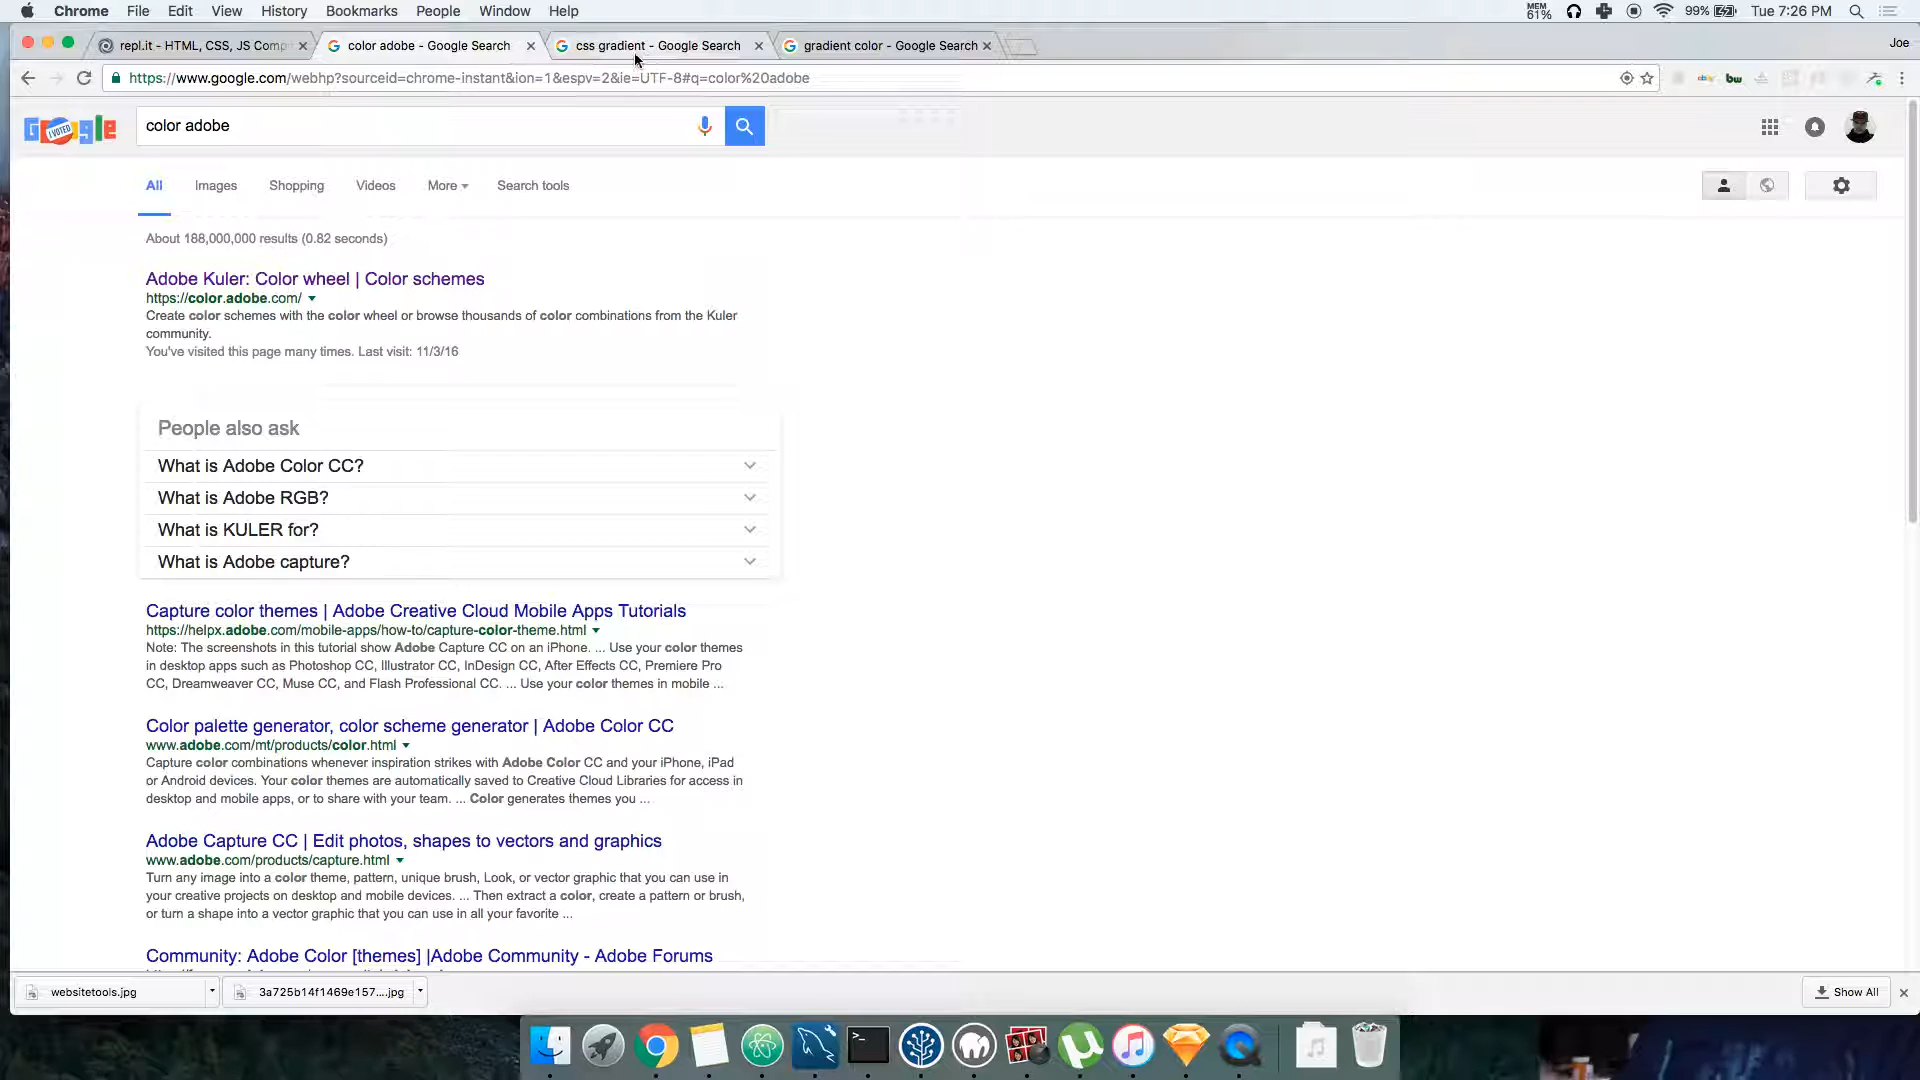 Chrome File Edit View History Bookmarks People Window Help MEM 61% 99% Tue 7:26 PM
repl.it - HTML, CSS, JS Comp color adobe - Google Search css gradient - Google Search gradient color - Google Search Joe
https://www.google.com/webhp?sourceid=chrome-instant&ion=1&espv=2&ie=UTF-8#q=color%20adobe ebay bw
Google I VOTED color adobe
All Images Shopping Videos More Search tools
About 188,000,000 results (0.82 seconds)
Adobe Kuler: Color wheel | Color schemes
https://color.adobe.com/
Create color schemes with the color wheel or browse thousands of color combinations from the Kuler
community.
You've visited this page many times. Last visit: 11/3/16
People also ask
What is Adobe Color CC?
What is Adobe RGB?
What is KULER for?
What is Adobe capture?
Capture color themes | Adobe Creative Cloud Mobile Apps Tutorials
https://helpx.adobe.com/mobile-apps/how-to/capture-color-theme.html
Note: The screenshots in this tutorial show Adobe Capture CC on an iPhone. ... Use your color themes
in desktop apps such as Photoshop CC, Illustrator CC, InDesign CC, After Effects CC, Premiere Pro
CC, Dreamweaver CC, Muse CC, and Flash Professional CC. ... Use your color themes in mobile ...
Color palette generator, color scheme generator | Adobe Color CC
www.adobe.com/mt/products/color.html
Capture color combinations whenever inspiration strikes with Adobe Color CC and your iPhone, iPad
or Android devices. Your color themes are automatically saved to Creative Cloud Libraries for access in
desktop and mobile apps, or to share with your team. ... Color generates themes you ...
Adobe Capture CC | Edit photos, shapes to vectors and graphics
www.adobe.com/products/capture.html
Turn any image into a color theme, pattern, unique brush, Look, or vector graphic that you can use in
your creative projects on desktop and mobile devices. ... Then extract a color, create a pattern or brush,
or turn a shape into a vector graphic that you can use in all your favorite ...
Community: Adobe Color [themes] |Adobe Community - Adobe Forums
websitetools.jpg 3a725b14f1469e157....jpg Show All